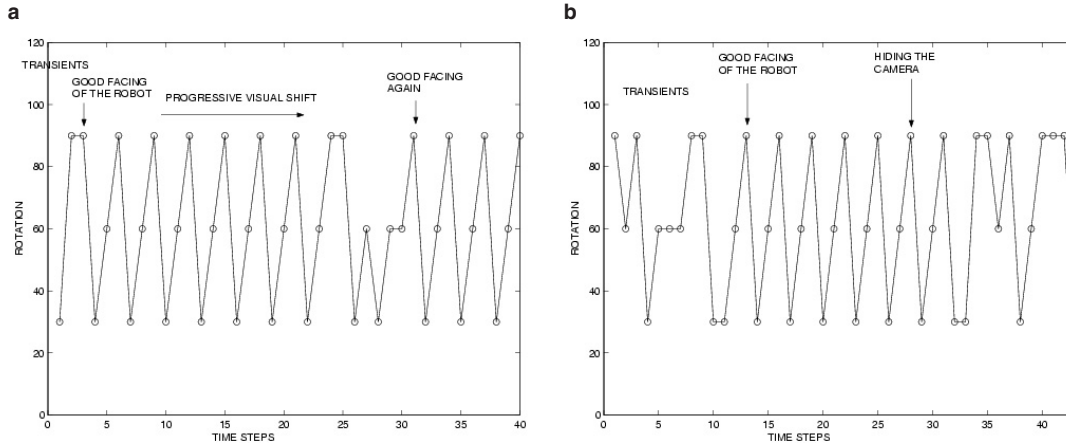 a
120
TRANSIENTS
GOOD FACING
OF THE ROBOT
PROGRESSIVE VISUAL SHIFT
GOOD FACING
AGAIN
100
80
60
40
20
0
ROTATION
0 5 10 15 20 25 30 35 40
TIME STEPS
b
120
GOOD FACING
OF THE ROBOT
HIDING THE
CAMERA
TRANSIENTS
100
80
60
40
20
0
ROTATION
0 5 10 15 20 25 30 35 40
TIME STEPS